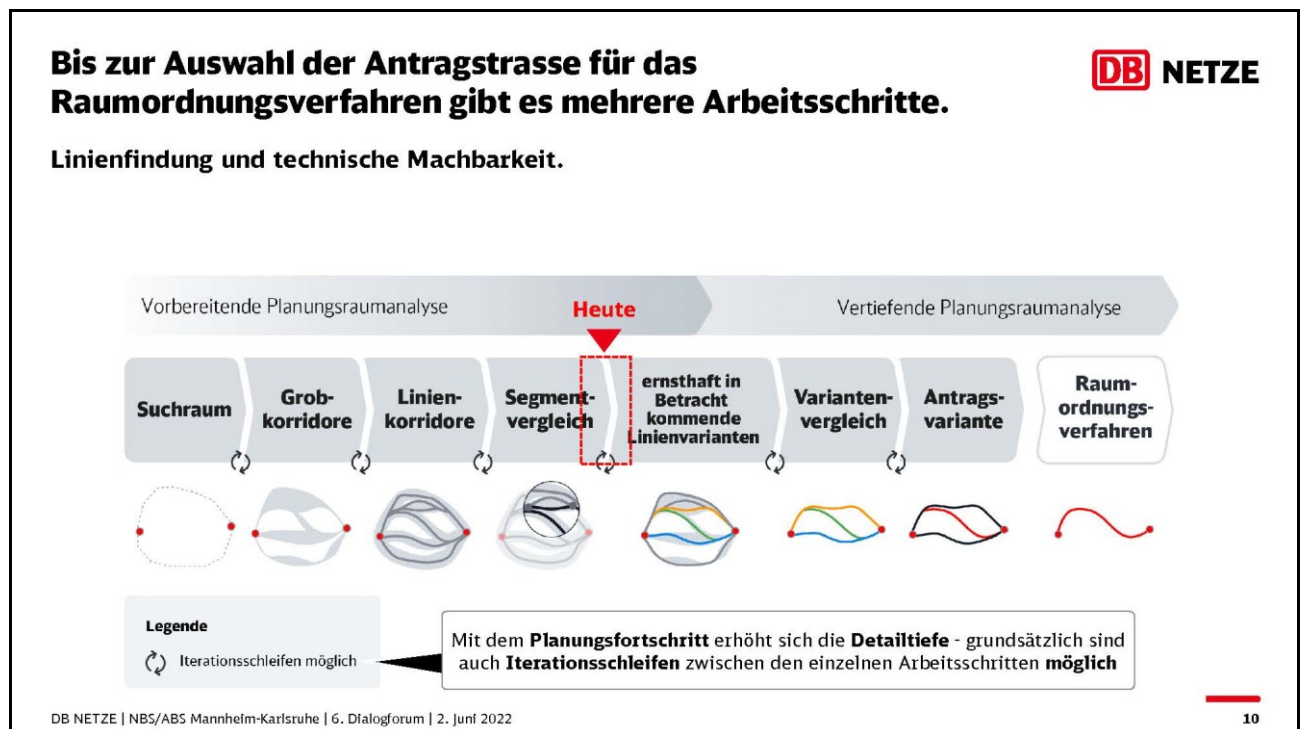 Bis zur Auswahl der Antragstrasse für das
Raumordnungsverfahren gibt es mehrere Arbeitsschritte.
DB NETZE
Linienfindung und technische Machbarkeit.
Vorbereitende Planungsraumanalyse
Heute
Vertiefende Planungsraumanalyse
Suchraum
Grob-
korridore
Linien-
korridore
Segment-
vergleich
ernsthaft in
Betracht
kommende
Linienvarianten
Varianten-
vergleich
Antrags-
variante
Raum-
ordnungs-
verfahren
Legende
Iterationsschleifen möglich
Mit dem Planungsfortschritt erhöht sich die Detailtiefe - grundsätzlich sind
auch Iterationsschleifen zwischen den einzelnen Arbeitsschritten möglich
DB NETZE | NBS/ABS Mannheim-Karlsruhe | 6. Dialogforum | 2. Juni 2022
10